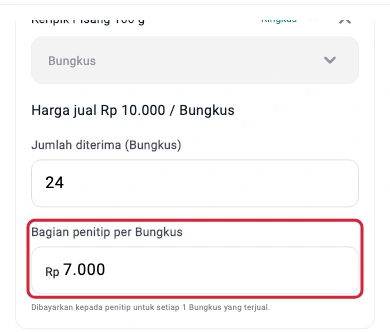 Keripik Pisang 100 g
Ringkas
Bungkus
Harga jual Rp 10.000 / Bungkus
Jumlah diterima (Bungkus)
24
Bagian penitip per Bungkus
Rp 7.000
Dibayarkan kepada penitip untuk setiap 1 Bungkus yang terjual.